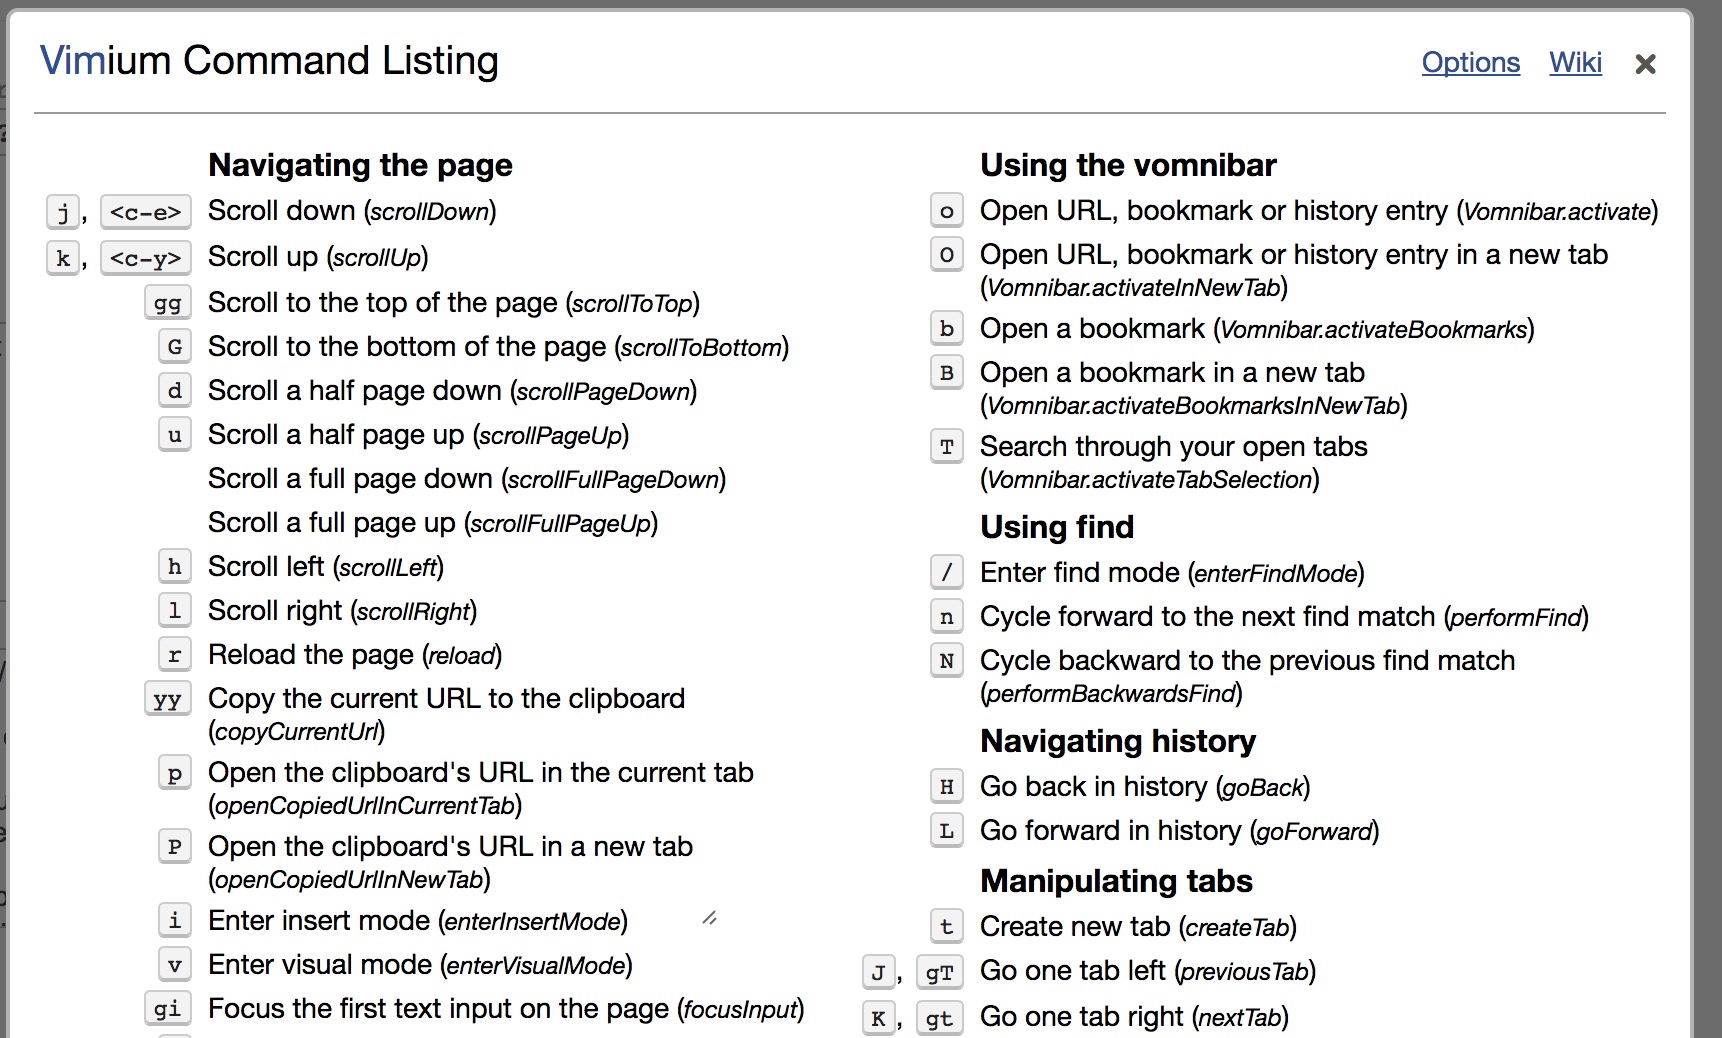 Vimium Command Listing
Options Wiki ×
Navigating the page
j, <c-e> Scroll down (scrollDown)
k, <c-y> Scroll up (scrollUp)
gg Scroll to the top of the page (scrollToTop)
G Scroll to the bottom of the page (scrollToBottom)
d Scroll a half page down (scrollPageDown)
u Scroll a half page up (scrollPageUp)
Scroll a full page down (scrollFullPageDown)
Scroll a full page up (scrollFullPageUp)
h Scroll left (scrollLeft)
l Scroll right (scrollRight)
r Reload the page (reload)
yy Copy the current URL to the clipboard
(copyCurrentUrl)
p Open the clipboard's URL in the current tab
(openCopiedUrlInCurrentTab)
P Open the clipboard's URL in a new tab
(openCopiedUrlInNewTab)
i Enter insert mode (enterInsertMode)
v Enter visual mode (enterVisualMode)
gi Focus the first text input on the page (focusInput)
Using the vomnibar
o Open URL, bookmark or history entry (Vomnibar.activate)
O Open URL, bookmark or history entry in a new tab
(Vomnibar.activateInNewTab)
b Open a bookmark (Vomnibar.activateBookmarks)
B Open a bookmark in a new tab
(Vomnibar.activateBookmarksInNewTab)
T Search through your open tabs
(Vomnibar.activateTabSelection)
Using find
/ Enter find mode (enterFindMode)
n Cycle forward to the next find match (performFind)
N Cycle backward to the previous find match
(performBackwardsFind)
Navigating history
H Go back in history (goBack)
L Go forward in history (goForward)
Manipulating tabs
t Create new tab (createTab)
J, gT Go one tab left (previousTab)
K, gt Go one tab right (nextTab)